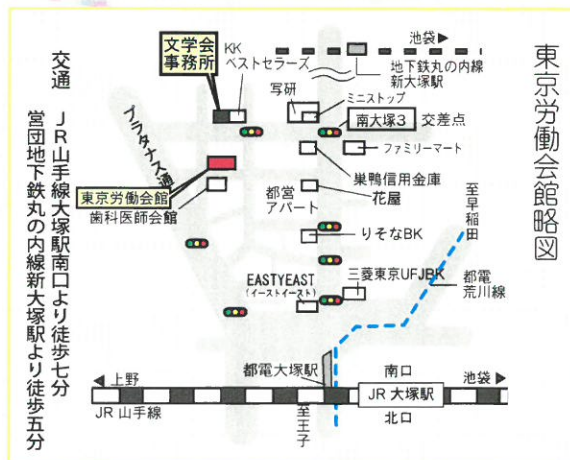 東京労働会館略図
池袋▶
地下鉄丸の内線
新大塚駅
文学会
事務所
KK
ベストセラーズ
写研
ミニストップ
南大塚3
交差点
ファミリーマート
プラタナス通
巣鴨信用金庫
東京労働会館
歯科医師会館
都営
アパート
花屋
至早稲田
りそなBK
EASTYEAST
(イーストイースト)
三菱東京UFJBK
都電
荒川線
都電大塚駅
南口
◀上野
池袋▶
JR 大塚駅
JR 山手線
至王子
北口
交通 JR山手線大塚駅南口より徒歩七分
営団地下鉄丸の内線新大塚駅より徒歩五分